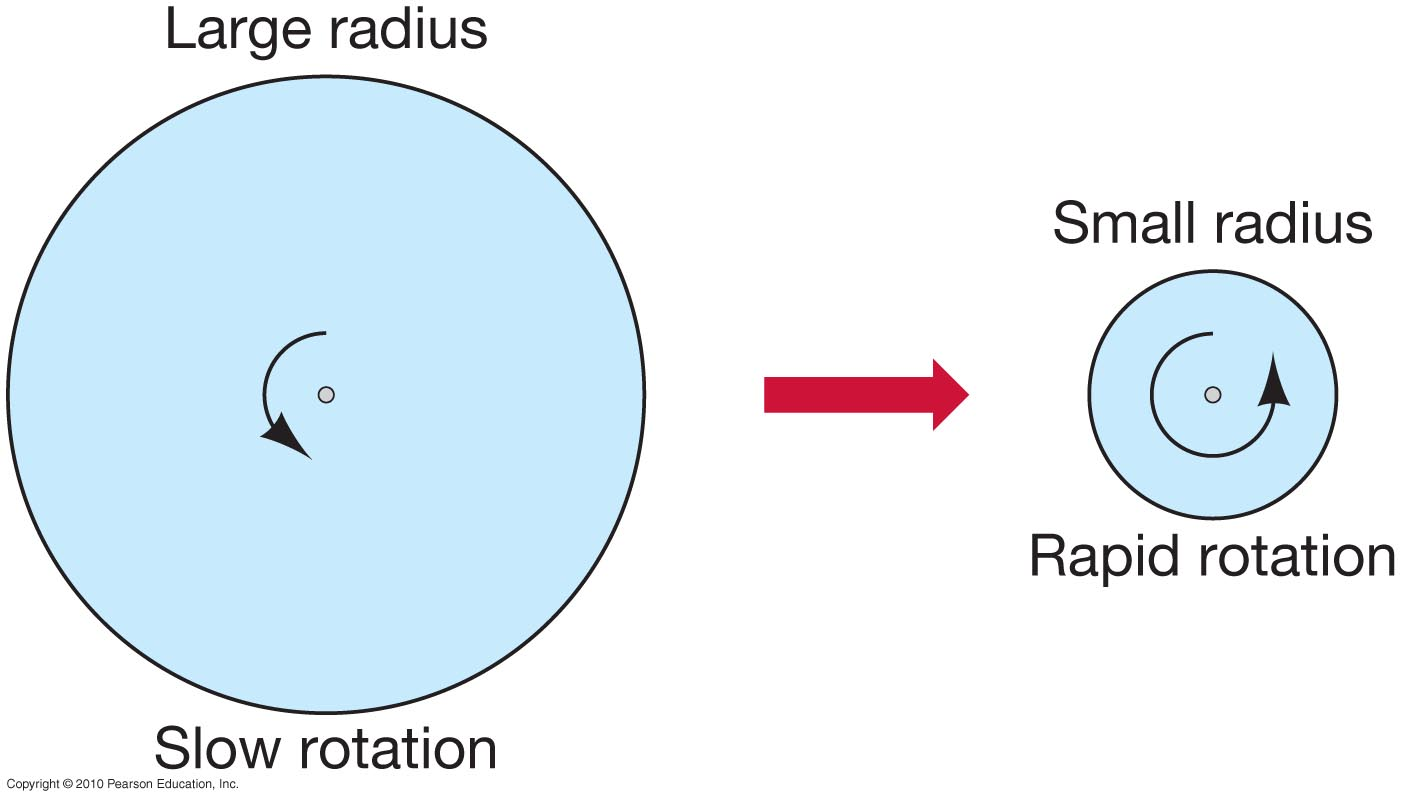 Large radius
Small radius
Rapid rotation
Slow rotation
Copyright © 2010 Pearson Education, Inc.